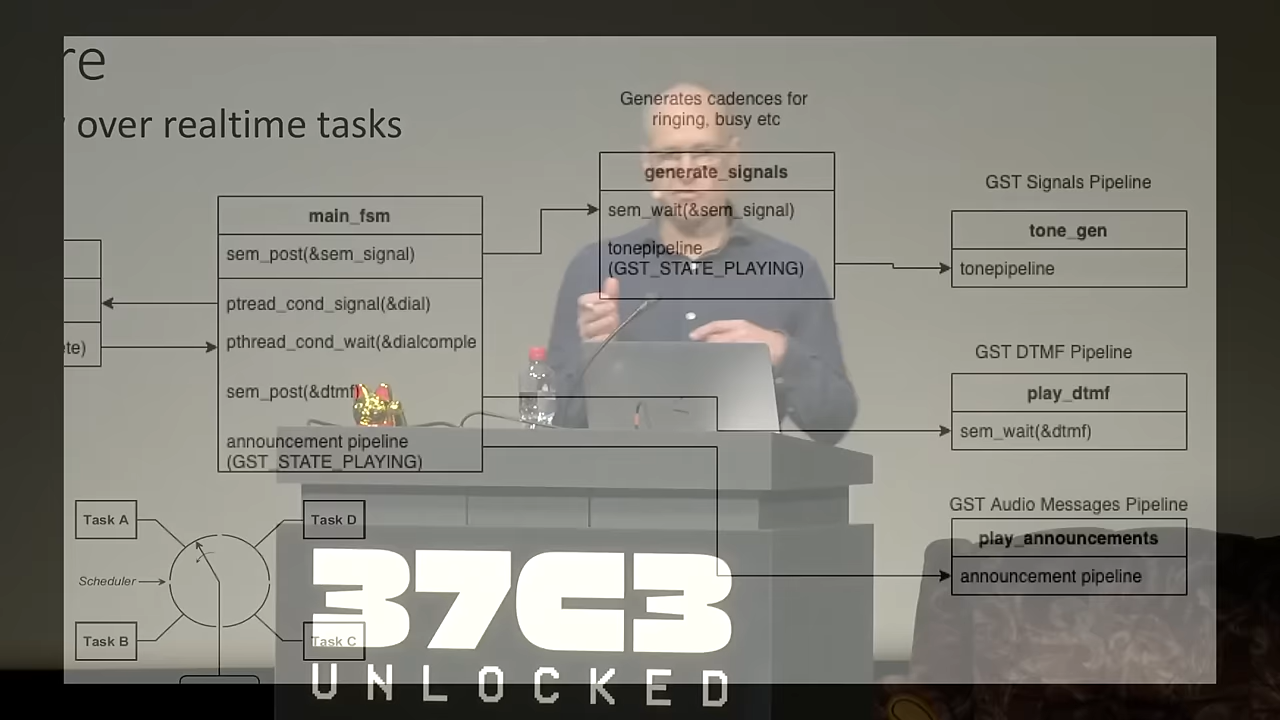 re
over realtime tasks
Generates cadences for
ringing, busy etc
generate_signals
sem_wait(&sem_signal)
tonepipeline
(GST_STATE_PLAYING)
GST Signals Pipeline
tone_gen
tonepipeline
main_fsm
sem_post(&sem_signal)
ptread_cond_signal(&dial)
pthread_cond_wait(&dialcomple
sem_post(&dtmf)
announcement pipeline
(GST_STATE_PLAYING)
ete)
GST DTMF Pipeline
play_dtmf
sem_wait(&dtmf)
GST Audio Messages Pipeline
play_announcements
announcement pipeline
Task A
Task D
Scheduler
Task B
Task C
37C3
UNLOCKED